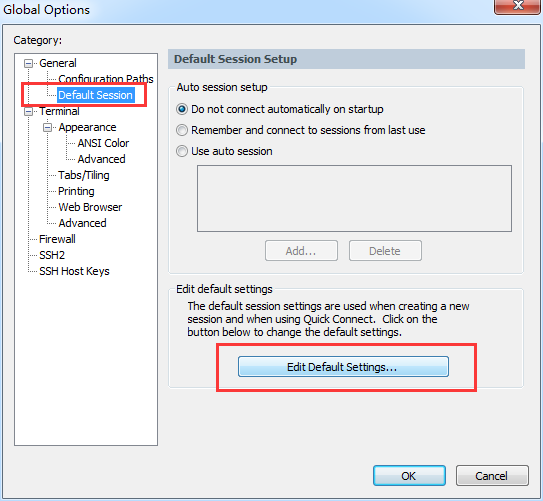 Global Options
Category:
General
Configuration Paths
Default Session
Terminal
Appearance
ANSI Color
Advanced
Tabs/Tiling
Printing
Web Browser
Advanced
Firewall
SSH2
SSH Host Keys
Default Session Setup
Auto session setup
Do not connect automatically on startup
Remember and connect to sessions from last use
Use auto session
Add...
Delete
Edit default settings
The default session settings are used when creating a new
session and when using Quick Connect. Click on the
button below to change the default settings.
Edit Default Settings...
OK
Cancel